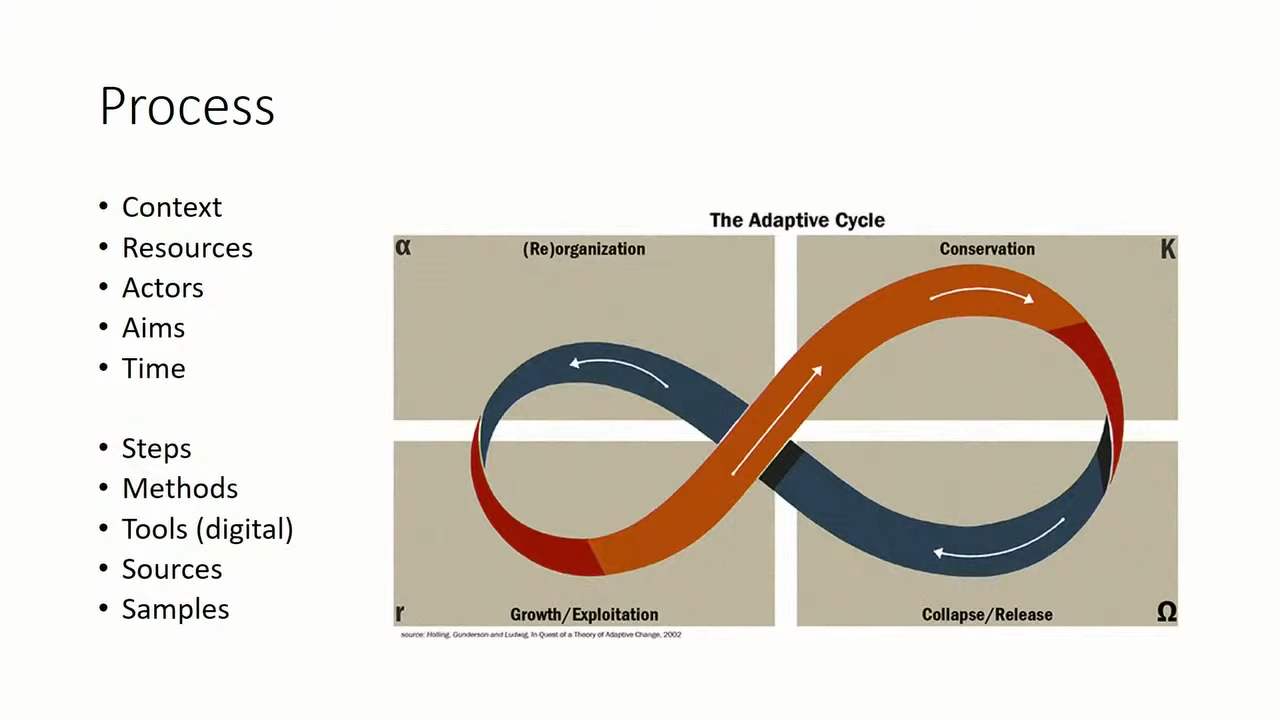 Process
• Context
• Resources
• Actors
• Aims
• Time
• Steps
• Methods
• Tools (digital)
• Sources
• Samples
The Adaptive Cycle
α (Re)organization
Conservation K
r Growth/Exploitation
Collapse/Release Ω
source: Holling, Gunderson and Ludwig, In Quest of a Theory of Adaptive Change, 2002